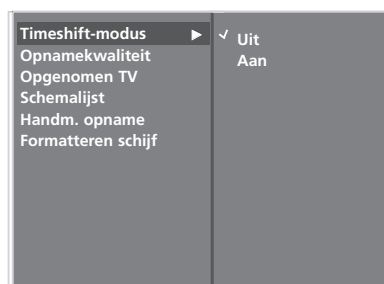 Timeshift-modus
Opnamekwaliteit
Opgenomen TV
Schemalijst
Handm. opname
Formatteren schijf
Uit
Aan